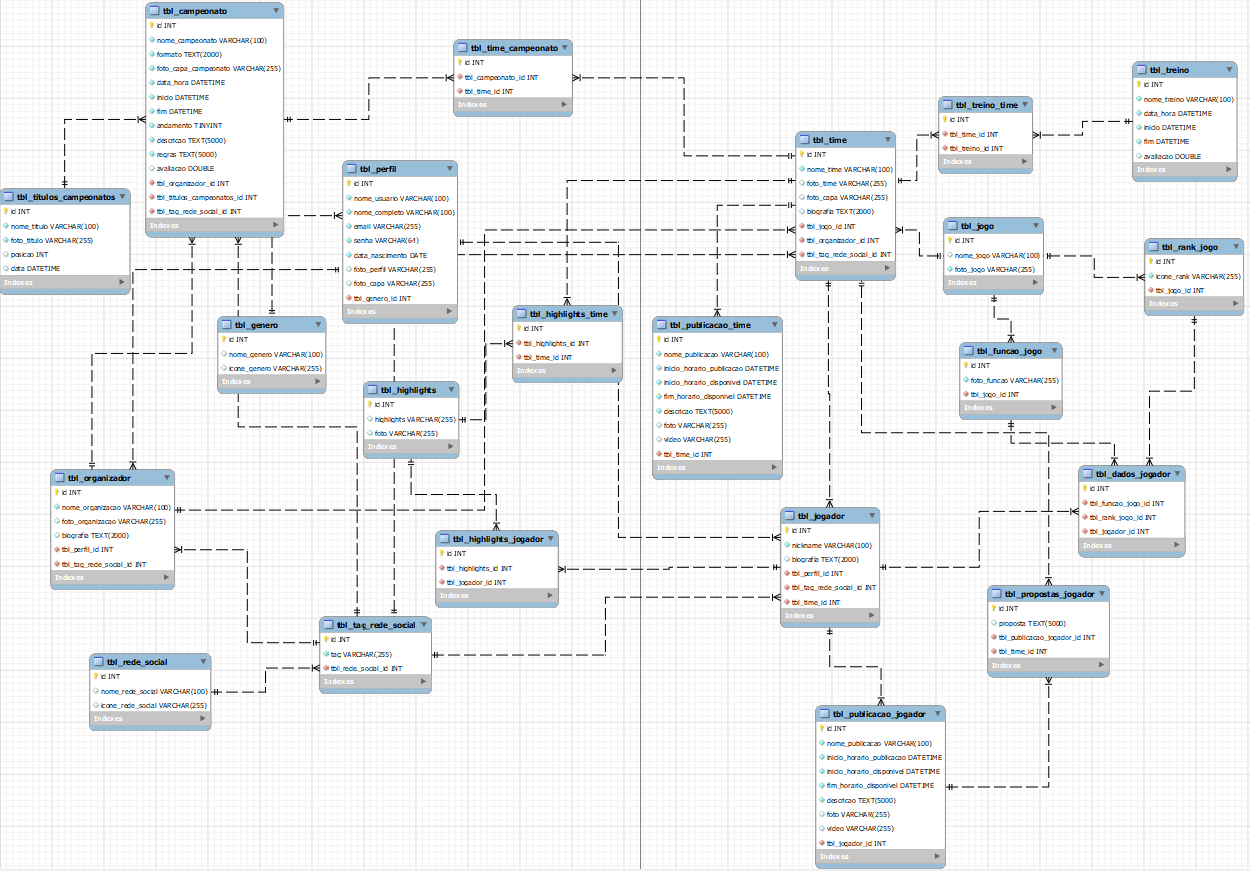 tbl_campeonato
id INT
nome_campeonato VARCHAR(100)
formato TEXT(2000)
foto_capa_campeonato VARCHAR(255)
data_hora DATETIME
inicio DATETIME
fim DATETIME
andamento TINYINT
descricao TEXT(5000)
regras TEXT(5000)
avaliacao DOUBLE
tbl_organizador_id INT
tbl_titulos_campeonatos_id INT
tbl_tag_rede_social_id INT
Indexes
tbl_time_campeonato
id INT
tbl_campeonato_id INT
tbl_time_id INT
Indexes
tbl_treino
id INT
nome_treino VARCHAR(100)
data_hora DATETIME
inicio DATETIME
fim DATETIME
avaliacao DOUBLE
Indexes
tbl_treino_time
id INT
tbl_time_id INT
tbl_treino_id INT
Indexes
tbl_time
id INT
nome_time VARCHAR(100)
foto_time VARCHAR(255)
foto_capa VARCHAR(255)
biografia TEXT(2000)
tbl_jogo_id INT
tbl_organizador_id INT
tbl_tag_rede_social_id INT
Indexes
tbl_perfil
id INT
nome_usuario VARCHAR(100)
nome_completo VARCHAR(100)
email VARCHAR(255)
senha VARCHAR(64)
data_nascimento DATE
foto_perfil VARCHAR(255)
foto_capa VARCHAR(255)
tbl_genero_id INT
Indexes
tbl_titulos_campeonatos
id INT
nome_titulo VARCHAR(100)
foto_titulo VARCHAR(255)
posicao INT
data DATETIME
Indexes
tbl_jogo
id INT
nome_jogo VARCHAR(100)
foto_jogo VARCHAR(255)
Indexes
tbl_rank_jogo
id INT
icone_rank VARCHAR(255)
tbl_jogo_id INT
Indexes
tbl_genero
id INT
nome_genero VARCHAR(100)
icone_genero VARCHAR(255)
Indexes
tbl_highlights_time
id INT
tbl_highlights_id INT
tbl_time_id INT
Indexes
tbl_publicacao_time
id INT
nome_publicacao VARCHAR(100)
inicio_horario_publicacao DATETIME
inicio_horario_disponivel DATETIME
fim_horario_disponivel DATETIME
descricao TEXT(5000)
foto VARCHAR(255)
video VARCHAR(255)
tbl_time_id INT
Indexes
tbl_funcao_jogo
id INT
foto_funcao VARCHAR(255)
tbl_jogo_id INT
Indexes
tbl_highlights
id INT
highlights VARCHAR(255)
foto VARCHAR(255)
Indexes
tbl_organizador
id INT
nome_organizacao VARCHAR(100)
foto_organizacao VARCHAR(255)
biografia TEXT(2000)
tbl_perfil_id INT
tbl_tag_rede_social_id INT
Indexes
tbl_dados_jogador
id INT
tbl_funcao_jogo_id INT
tbl_rank_jogo_id INT
tbl_jogador_id INT
Indexes
tbl_jogador
id INT
nickname VARCHAR(100)
biografia TEXT(2000)
tbl_perfil_id INT
tbl_tag_rede_social_id INT
tbl_time_id INT
Indexes
tbl_highlights_jogador
id INT
tbl_highlights_id INT
tbl_jogador_id INT
Indexes
tbl_propostas_jogador
id INT
proposta TEXT(5000)
tbl_publicacao_jogador_id INT
tbl_time_id INT
Indexes
tbl_tag_rede_social
id INT
tag VARCHAR(255)
tbl_rede_social_id INT
Indexes
tbl_rede_social
id INT
nome_rede_social VARCHAR(100)
icone_rede_social VARCHAR(255)
Indexes
tbl_publicacao_jogador
id INT
nome_publicacao VARCHAR(100)
inicio_horario_publicacao DATETIME
inicio_horario_disponivel DATETIME
fim_horario_disponivel DATETIME
descricao TEXT(5000)
foto VARCHAR(255)
video VARCHAR(255)
tbl_jogador_id INT
Indexes